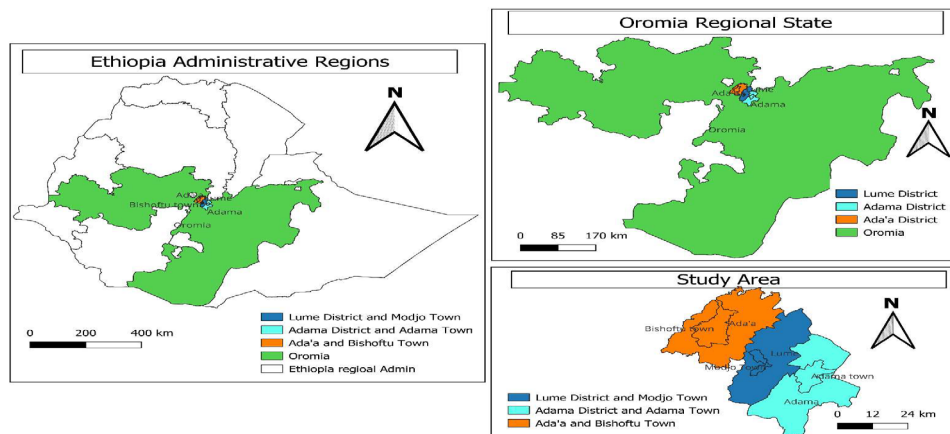 Ethiopia Administrative Regions
N
Bishoftu town
Adama
Oromia
Lume District and Modjo Town
Adama District and Adama Town
Ada'a and Bishoftu Town
Oromia
Ethiopia regioal Admin
0 200 400 km
Oromia Regional State
N
Adama
Oromia
Lume District
Adama District
Ada'a District
Oromia
0 85 170 km
Study Area
N
Ada'a
Bishoftu town
Lume
Modjo Town
Adama town
Adama
Lume District and Modjo Town
Adama District and Adama Town
Ada'a and Bishoftu Town
0 12 24 km